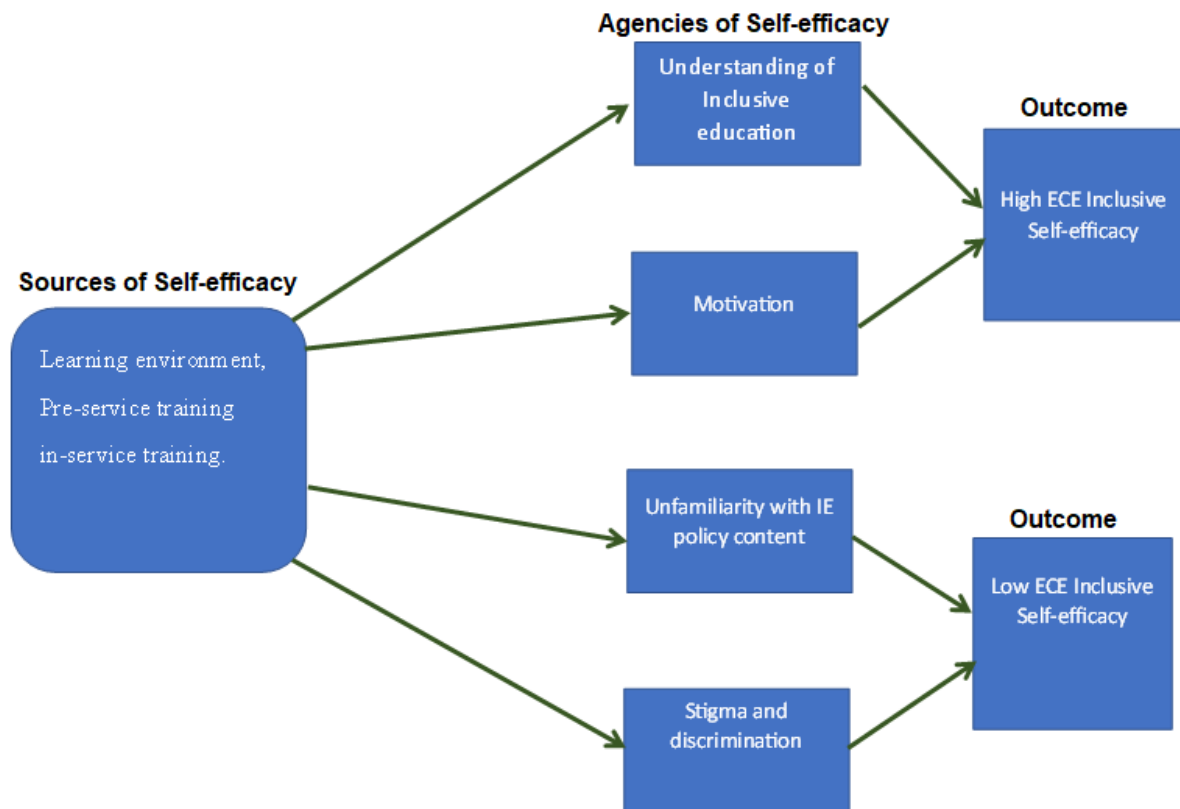 Agencies of Self-efficacy
Understanding of
Inclusive
education
Outcome
High ECE Inclusive
Self-efficacy
Motivation
Sources of Self-efficacy
Learning environment,
Pre-service training
in-service training.
Unfamiliarity with IE
policy content
Outcome
Low ECE Inclusive
Self-efficacy
Stigma and
discrimination